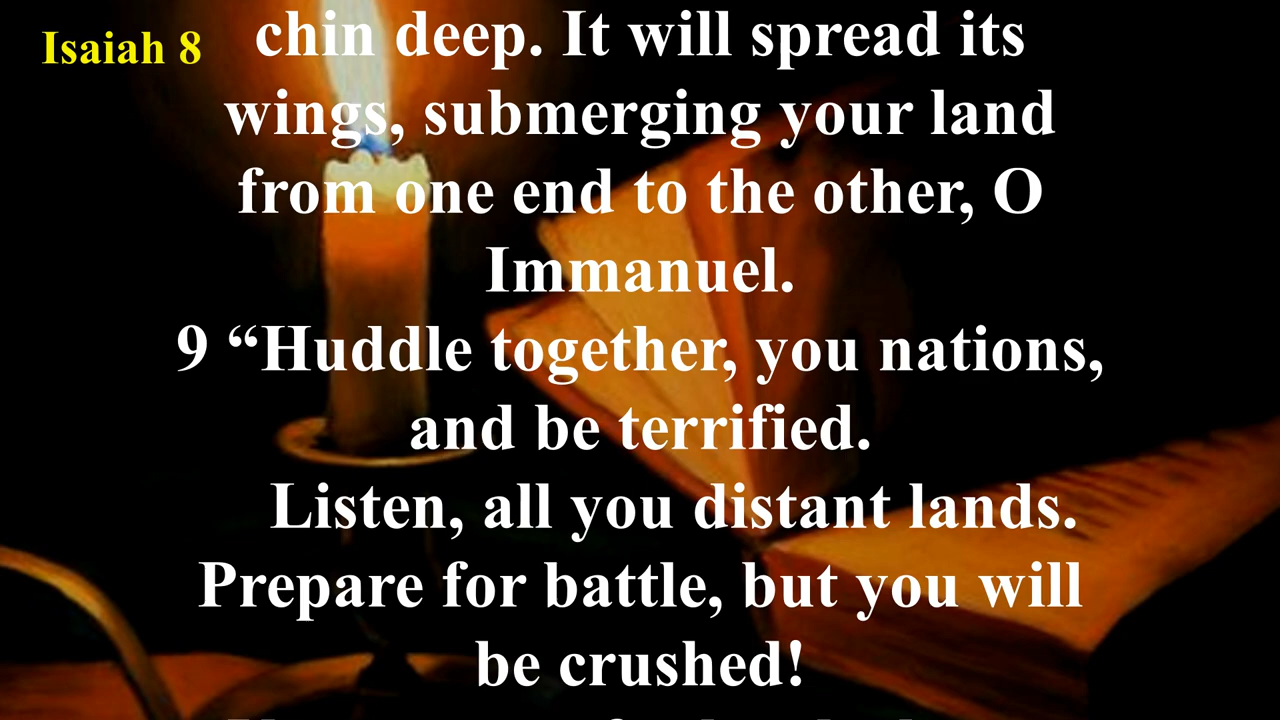 Isaiah 8
chin deep. It will spread its
wings, submerging your land
from one end to the other, O
Immanuel.
9 “Huddle together, you nations,
and be terrified.
Listen, all you distant lands.
Prepare for battle, but you will
be crushed!